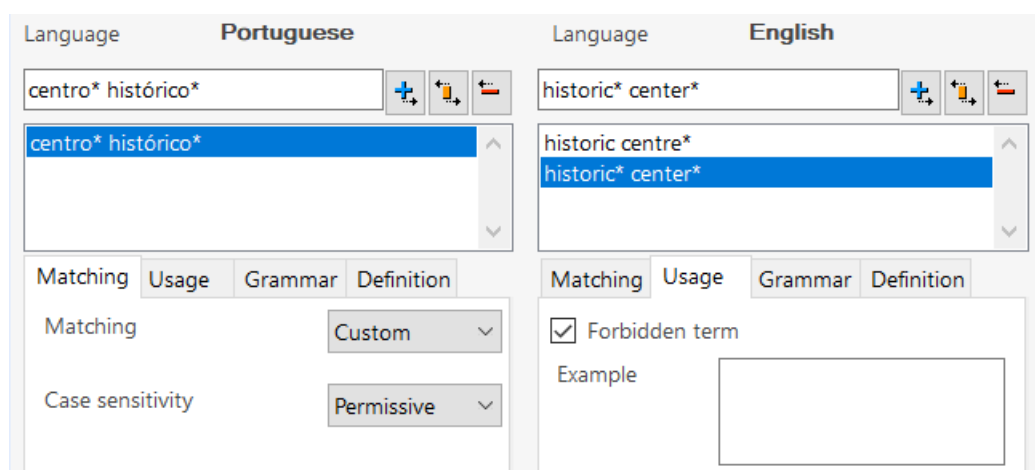 Language Portuguese
centro* histórico*
centro* histórico*
Matching Usage Grammar Definition
Matching Custom
Case sensitivity Permissive
Language English
historic* center*
historic centre*
historic* center*
Matching Usage Grammar Definition
Forbidden term
Example